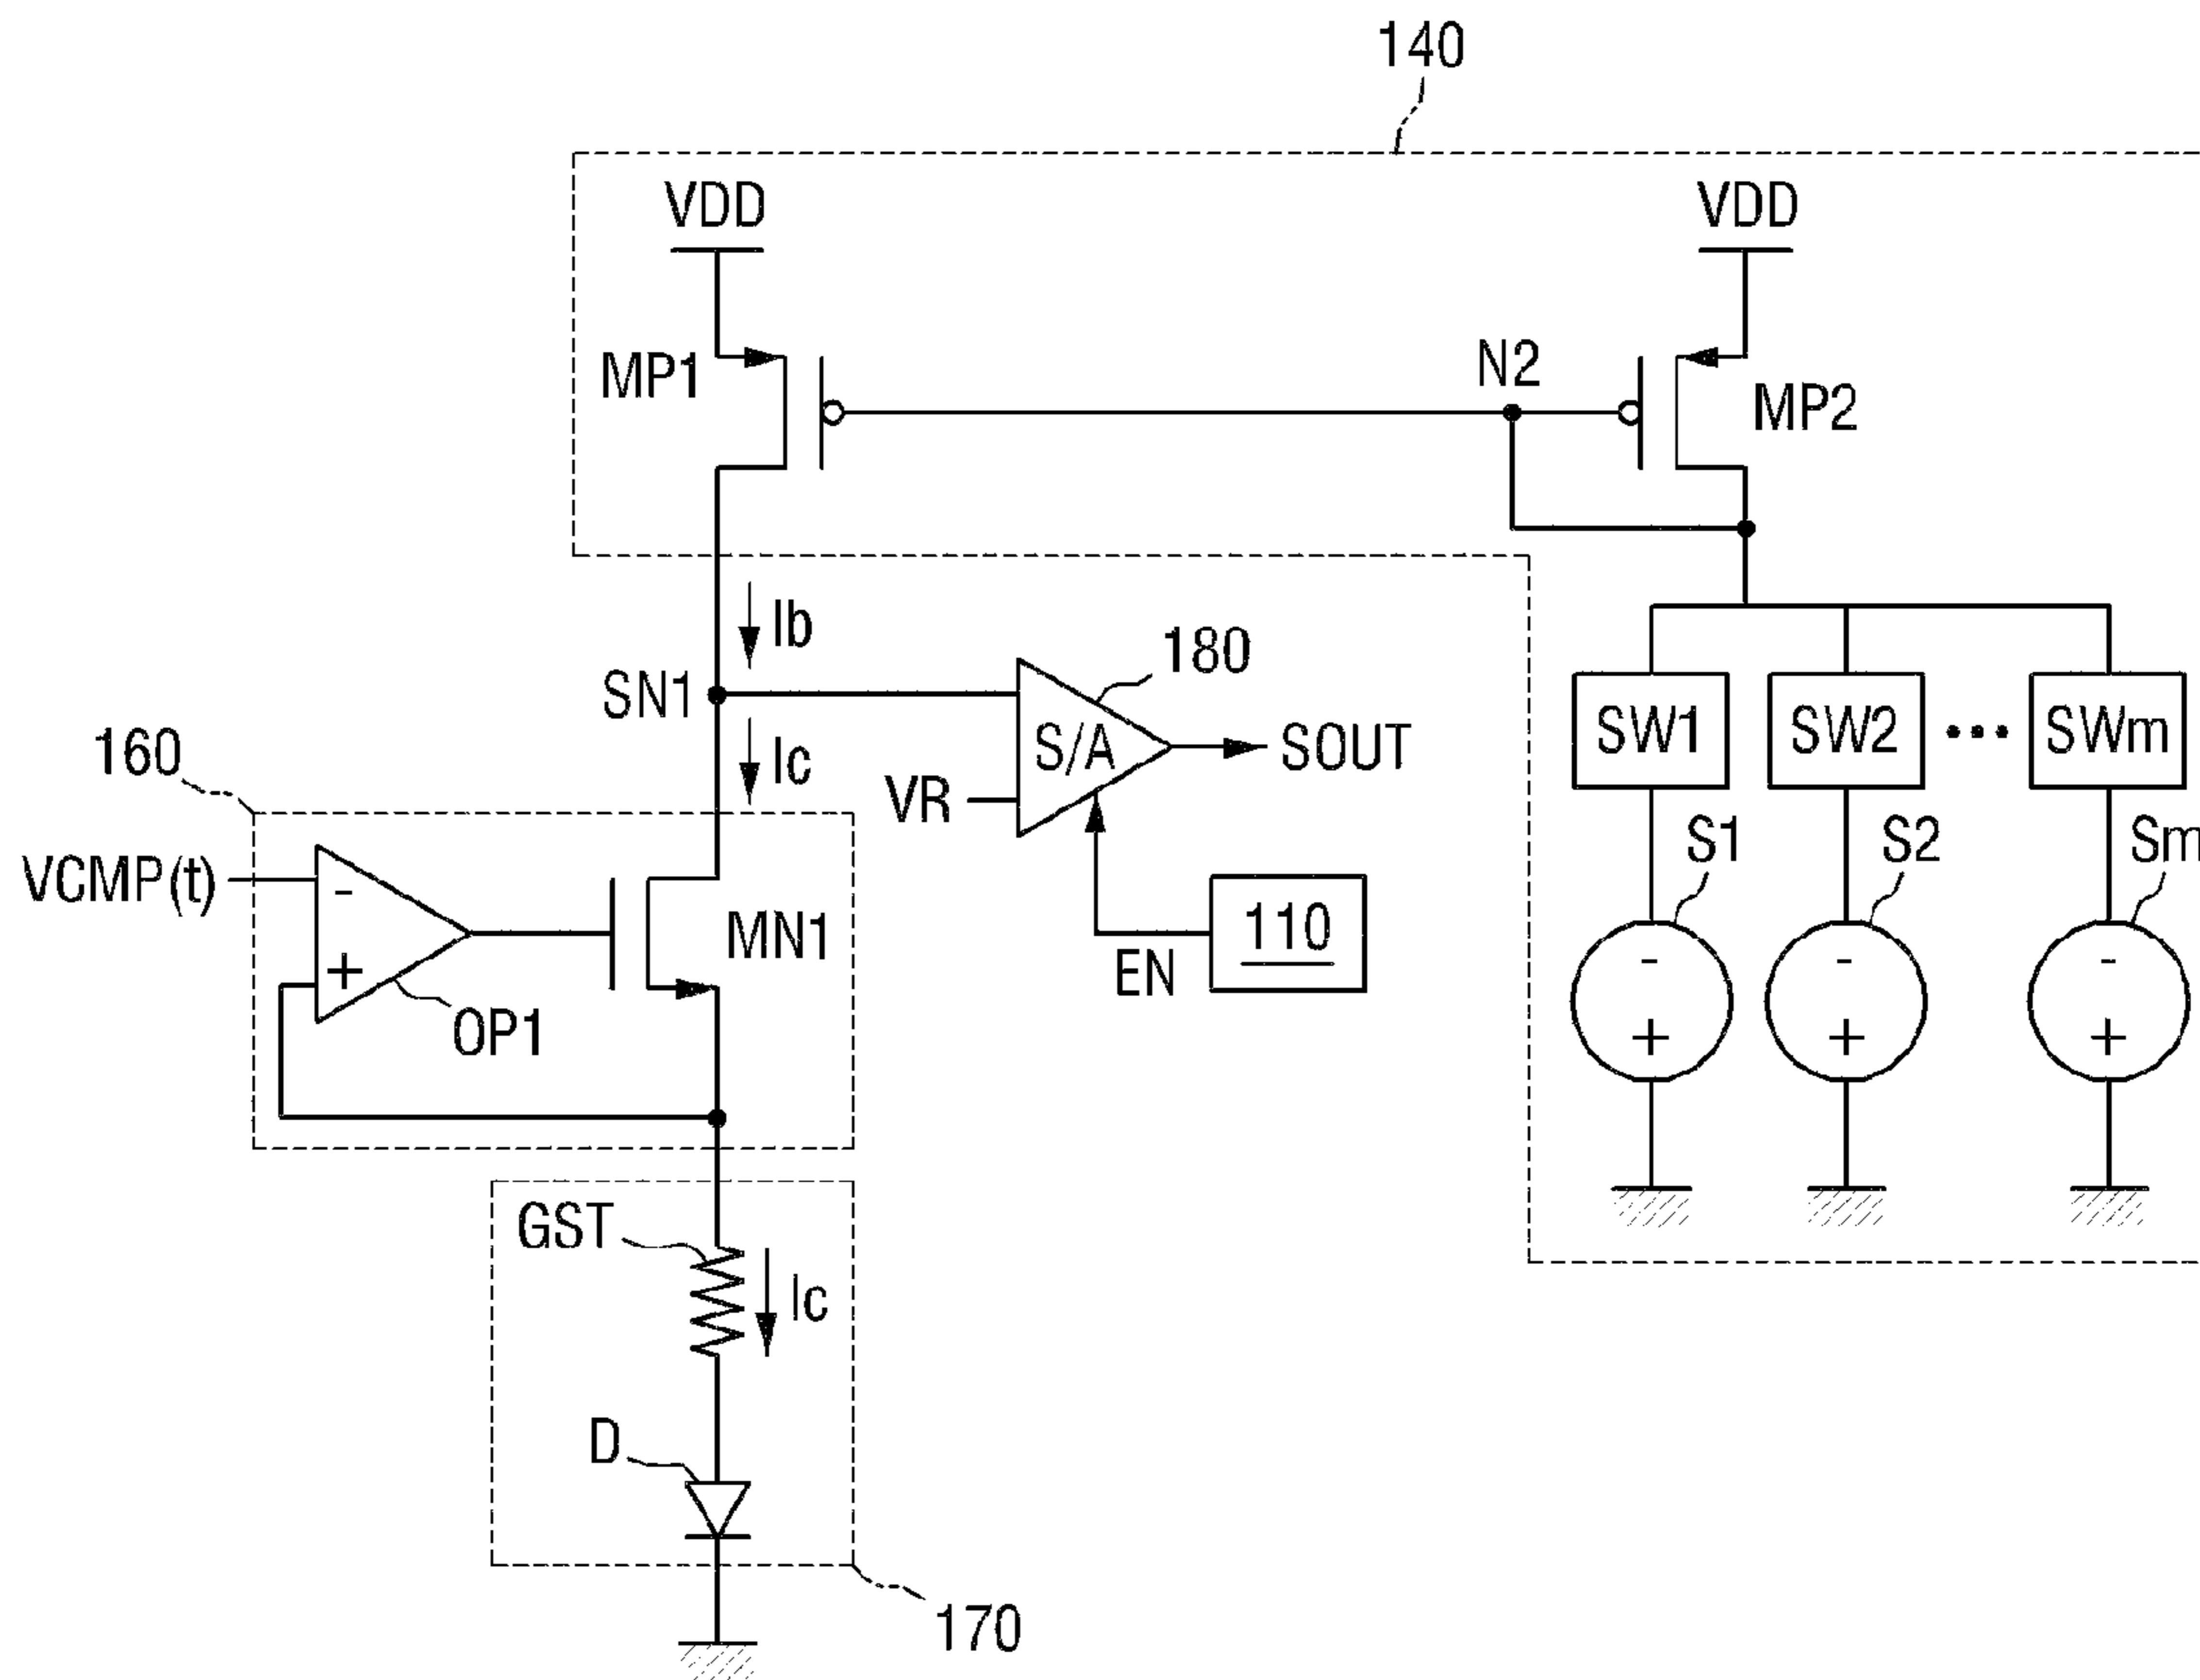 140
VDD
VDD
MP1
N2
MP2
Ib
SN1
180
S/A
SOUT
SW1
SW2
•••
SWm
160
Ic
VR
VCMP(t)
-
+
OP1
MN1
EN
110
S1
S2
Sm
-
+
-
+
-
+
GST
Ic
D
170